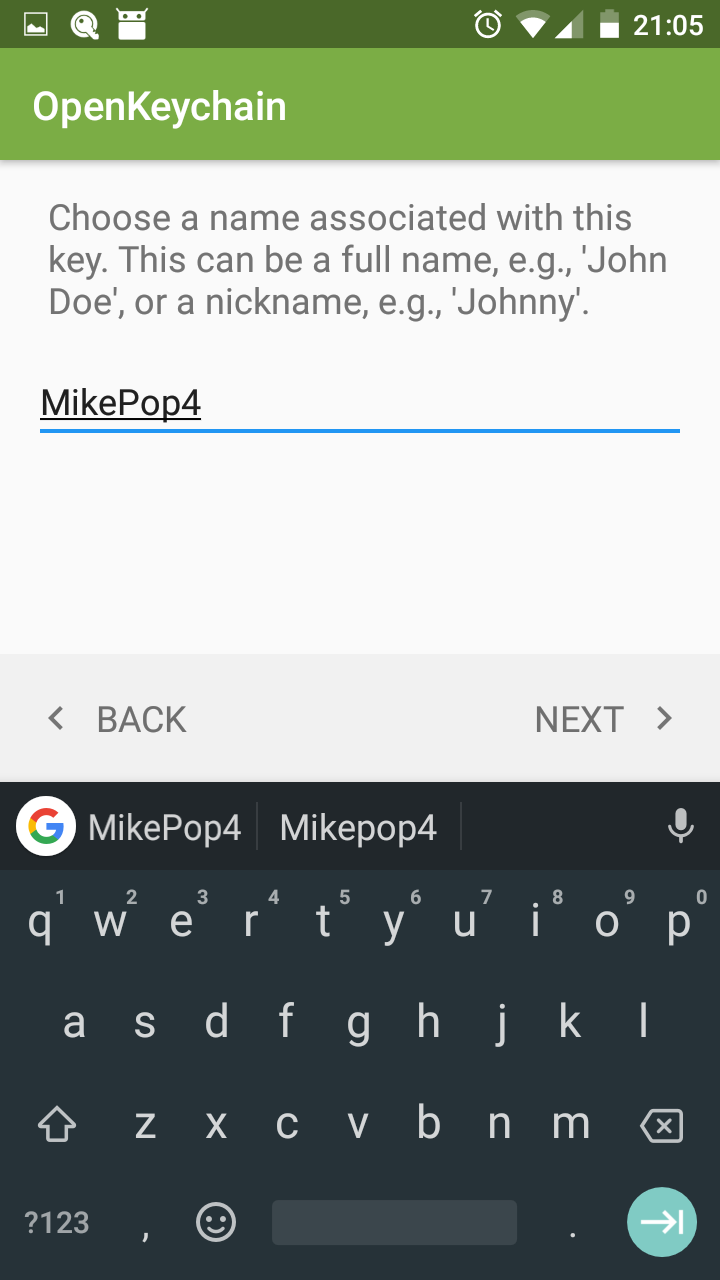 21:05
OpenKeychain
Choose a name associated with this
key. This can be a full name, e.g., 'John
Doe', or a nickname, e.g., 'Johnny'.
MikePop4
BACK NEXT
G MikePop4 Mikepop4
1 2 3 4 5 6 7 8 9 0
q w e r t y u i o p
a s d f g h j k l
z x c v b n m
?123 , .